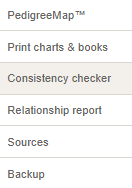 PedigreeMap™
Print charts & books
Consistency checker
Relationship report
Sources
Backup